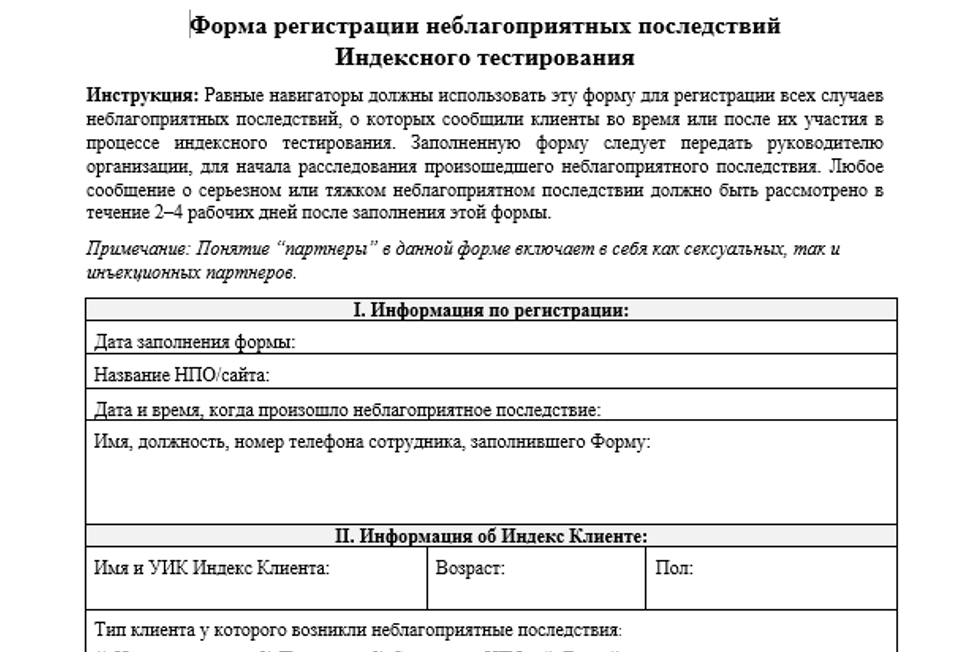 Форма регистрации неблагоприятных последствий
Индексного тестирования
Инструкция: Равные навигаторы должны использовать эту форму для регистрации всех случаев
неблагоприятных последствий, о которых сообщили клиенты во время или после их участия в
процессе индексного тестирования. Заполненную форму следует передать руководителю
организации, для начала расследования произошедшего неблагоприятного последствия. Любое
сообщение о серьезном или тяжком неблагоприятном последствии должно быть рассмотрено в
течение 2–4 рабочих дней после заполнения этой формы.
Примечание: Понятие “партнеры” в данной форме включает в себя как сексуальных, так и
инъекционных партнеров.
I. Информация по регистрации:
Дата заполнения формы:
Название НПО/сайта:
Дата и время, когда произошло неблагоприятное последствие:
Имя, должность, номер телефона сотрудника, заполнившего Форму:
II. Информация об Индекс Клиенте:
Имя и УИК Индекс Клиента: Возраст: Пол:
Тип клиента у которого возникли неблагоприятные последствия: